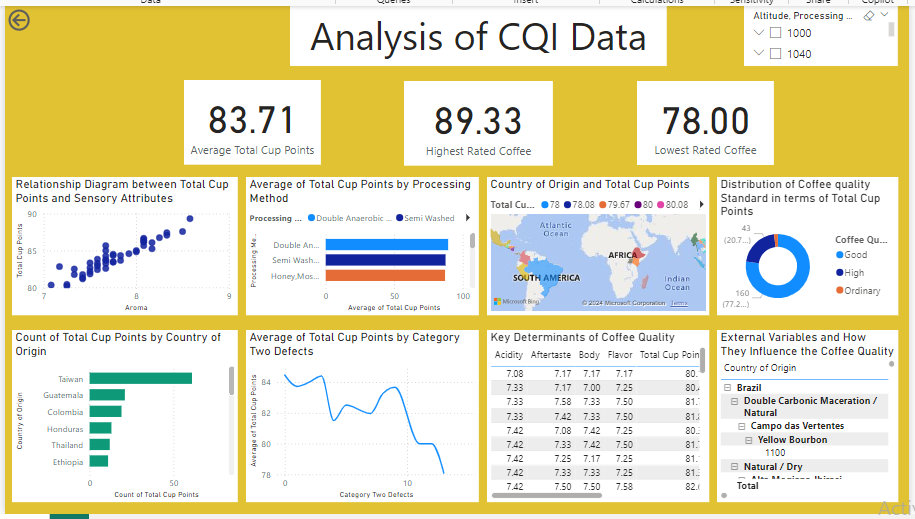 Data
Queries
Insert
Calculations
Sensitivity
Share
Copilot
Analysis of CQI Data
Altitude, Processing ...
1000
1040
83.71
Average Total Cup Points
89.33
Highest Rated Coffee
78.00
Lowest Rated Coffee
Relationship Diagram between Total Cup
Points and Sensory Attributes
90
85
80
Total Cup Points
7
8
9
Aroma
Average of Total Cup Points by Processing
Method
Processing ...
Double Anaerobic ...
Semi Washed
Processing Me...
Double An...
Semi Wash...
Honey,Mos...
0
50
100
Average of Total Cup Points
Country of Origin and Total Cup Points
Total Cu...
78
78.08
79.67
80
80.08
Atlantic
Ocean
AFRICA
SOUTH AMERICA
Indian
Ocean
Microsoft Bing
© 2024 Microsoft Corporation
Terms
Distribution of Coffee quality
Standard in terms of Total Cup
Points
43
(20.7...)
160
(77.2...)
Coffee Qu...
Good
High
Ordinary
Count of Total Cup Points by Country of
Origin
Country of Origin
Taiwan
Guatemala
Colombia
Honduras
Thailand
Ethiopia
0
50
Count of Total Cup Points
Average of Total Cup Points by Category
Two Defects
Average of Total Cup Points
84
82
80
78
0
10
Category Two Defects
Key Determinants of Coffee Quality
Acidity Aftertaste Body Flavor Total Cup Poin
7.08 7.17 7.17 7.17 80.
7.33 7.17 7.00 7.25 80.
7.33 7.58 7.33 7.50 81.
7.33 7.42 7.33 7.50 81.
7.42 7.08 7.42 7.25 80.
7.42 7.33 7.42 7.50 81.
7.42 7.25 7.17 7.25 81.
7.42 7.33 7.33 7.25 81.
7.42 7.50 7.50 7.58 82.
External Variables and How
They Influence the Coffee Quality
Country of Origin
Brazil
Double Carbonic Maceration /
Natural
Campo das Vertentes
Yellow Bourbon
1100
Natural / Dry
Total
Activ